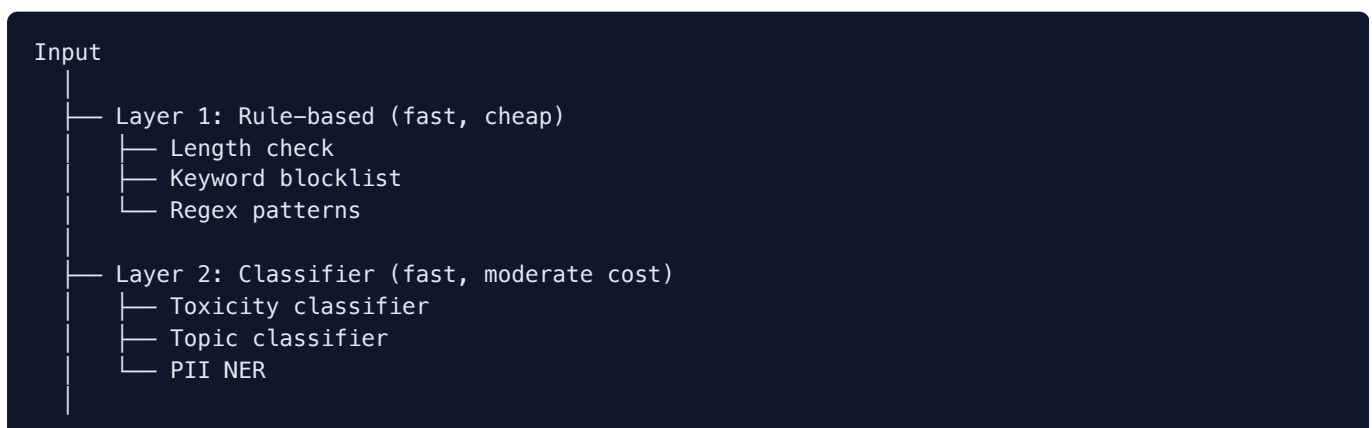 Input
  │
  ├── Layer 1: Rule-based (fast, cheap)
  │   ├── Length check
  │   ├── Keyword blocklist
  │   └── Regex patterns
  │
  ├── Layer 2: Classifier (fast, moderate cost)
  │   ├── Toxicity classifier
  │   ├── Topic classifier
  │   └── PII NER
  │